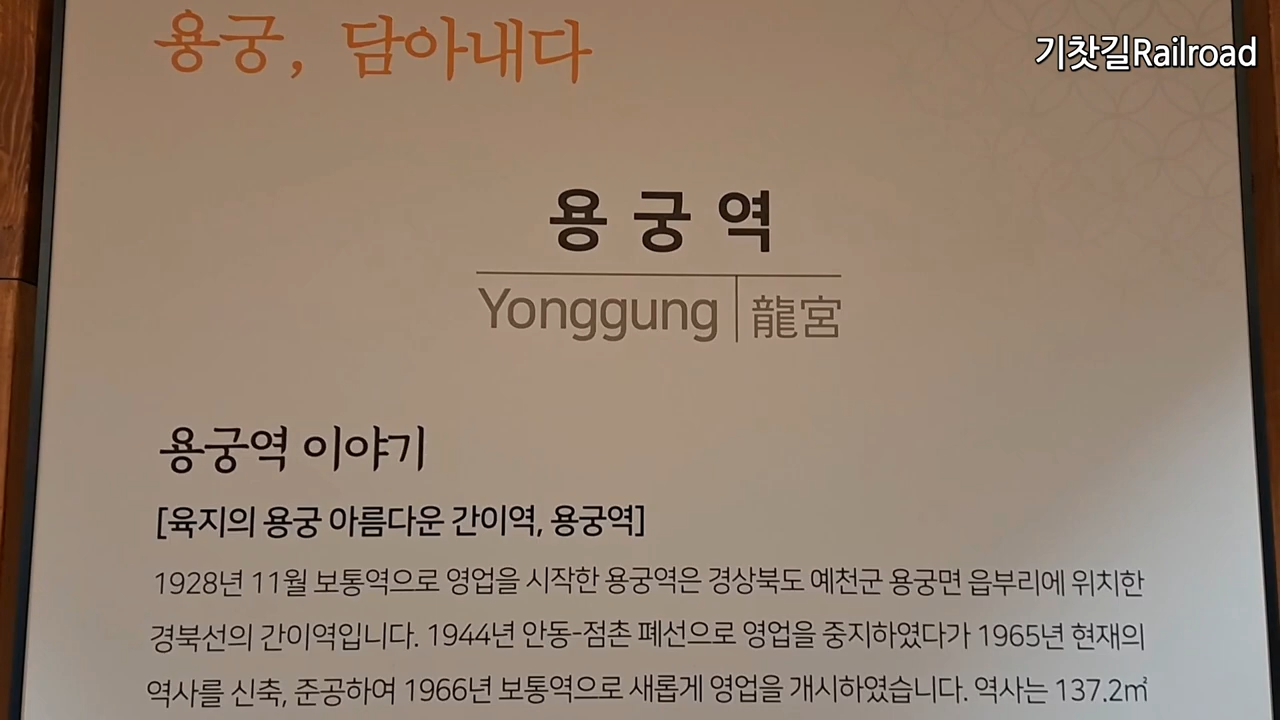 용궁, 담아내다
기찻길Railroad
용궁역
Yonggung 龍宮
용궁역 이야기
[육지의 용궁 아름다운 간이역, 용궁역]
1928년 11월 보통역으로 영업을 시작한 용궁역은 경상북도 예천군 용궁면 읍부리에 위치한
경북선의 간이역입니다. 1944년 안동-점촌 폐선으로 영업을 중지하였다가 1965년 현재의
역사를 신축, 준공하여 1966년 보통역으로 새롭게 영업을 개시하였습니다. 역사는 137.2㎡